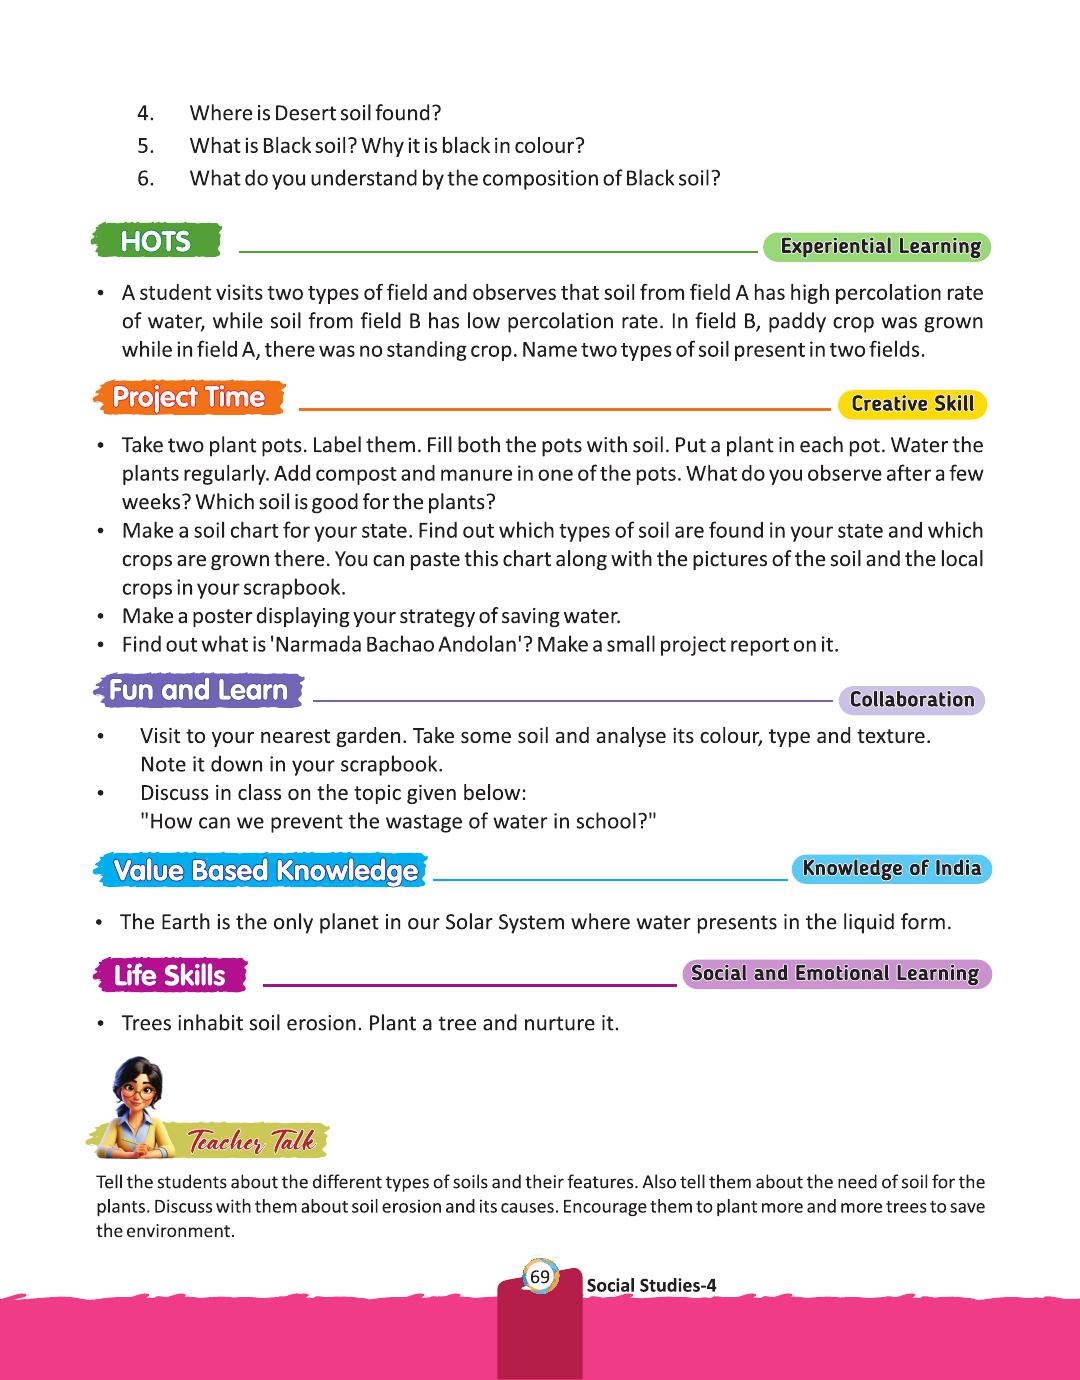 4. Where is Desert soil found?
5. What is Black soil? Why it is black in colour?
6. What do you understand by the composition of Black soil?
HOTS
Experiential Learning
• A student visits two types of field and observes that soil from field A has high percolation rate
of water, while soil from field B has low percolation rate. In field B, paddy crop was grown
while in field A, there was no standing crop. Name two types of soil present in two fields.
Project Time
Creative Skill
• Take two plant pots. Label them. Fill both the pots with soil. Put a plant in each pot. Water the
plants regularly. Add compost and manure in one of the pots. What do you observe after a few
weeks? Which soil is good for the plants?
• Make a soil chart for your state. Find out which types of soil are found in your state and which
crops are grown there. You can paste this chart along with the pictures of the soil and the local
crops in your scrapbook.
• Make a poster displaying your strategy of saving water.
• Find out what is 'Narmada Bachao Andolan'? Make a small project report on it.
Fun and Learn
Collaboration
• Visit to your nearest garden. Take some soil and analyse its colour, type and texture.
Note it down in your scrapbook.
• Discuss in class on the topic given below:
"How can we prevent the wastage of water in school?"
Value Based Knowledge
Knowledge of India
• The Earth is the only planet in our Solar System where water presents in the liquid form.
Life Skills
Social and Emotional Learning
• Trees inhabit soil erosion. Plant a tree and nurture it.
Teacher Talk
Tell the students about the different types of soils and their features. Also tell them about the need of soil for the
plants. Discuss with them about soil erosion and its causes. Encourage them to plant more and more trees to save
the environment.
69
Social Studies-4